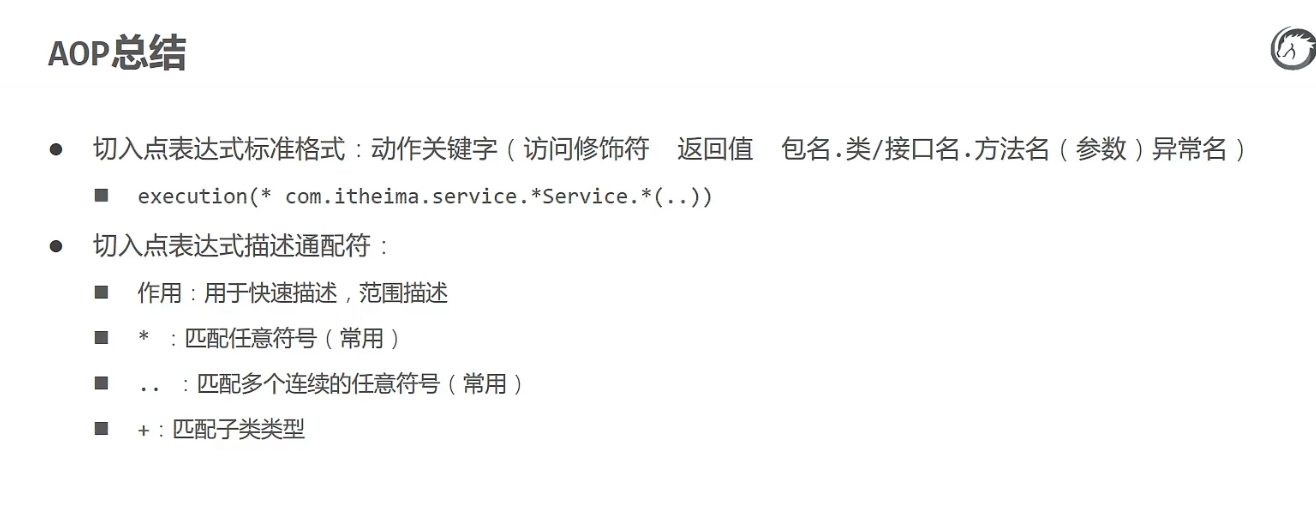 AOP总结
● 切入点表达式标准格式：动作关键字（访问修饰符 返回值 包名.类/接口名.方法名（参数）异常名）
■ execution(* com.itheima.service.*Service.*(..))
● 切入点表达式描述通配符：
■ 作用：用于快速描述，范围描述
■ * ：匹配任意符号（常用）
■ .. ：匹配多个连续的任意符号（常用）
■ +：匹配子类类型